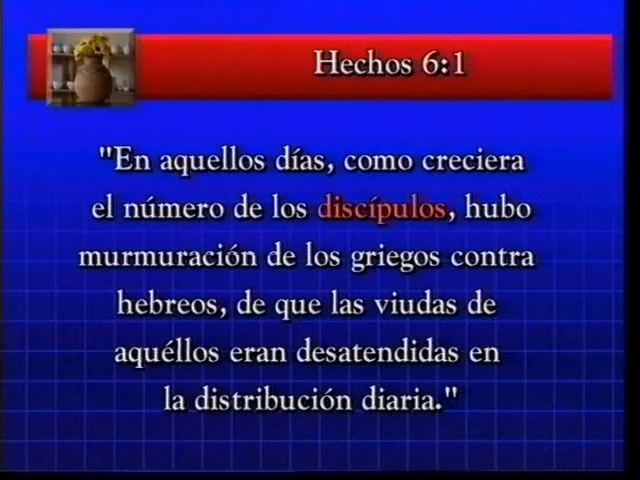 Hechos 6:1
"En aquellos días, como creciera
el número de los discípulos, hubo
murmuración de los griegos contra
hebreos, de que las viudas de
aquéllos eran desatendidas en
la distribución diaria."